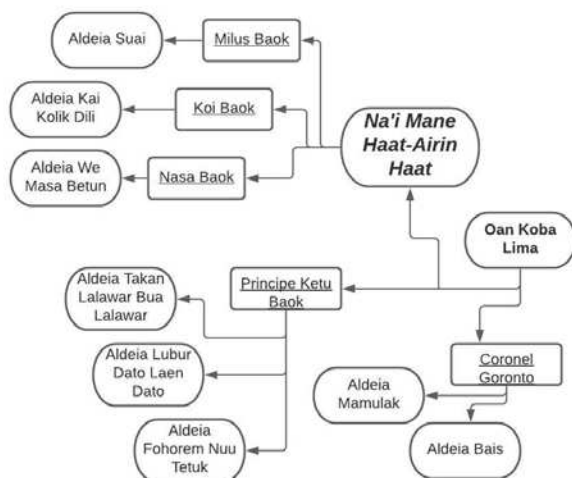 Aldeia Suai
Milus Baok
Aldeia Kai
Kolik Dili
Koi Baok
Na'i Mane
Haat-Airin
Haat
Aldeia We
Masa Betun
Nasa Baok
Oan Koba
Lima
Aldeia Takan
Lalawar Bua
Lalawar
Principe Ketu
Baok
Aldeia Lubur
Dato Laen
Dato
Coronel
Goronto
Aldeia
Mamulak
Aldeia
Fohorem Nuu
Tetuk
Aldeia Bais